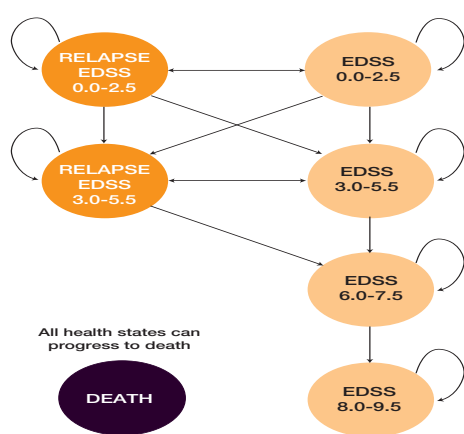 RELAPSE
EDSS
0.0-2.5
EDSS
0.0-2.5
RELAPSE
EDSS
3.0-5.5
EDSS
3.0-5.5
EDSS
6.0-7.5
All health states can
progress to death
DEATH
EDSS
8.0-9.5